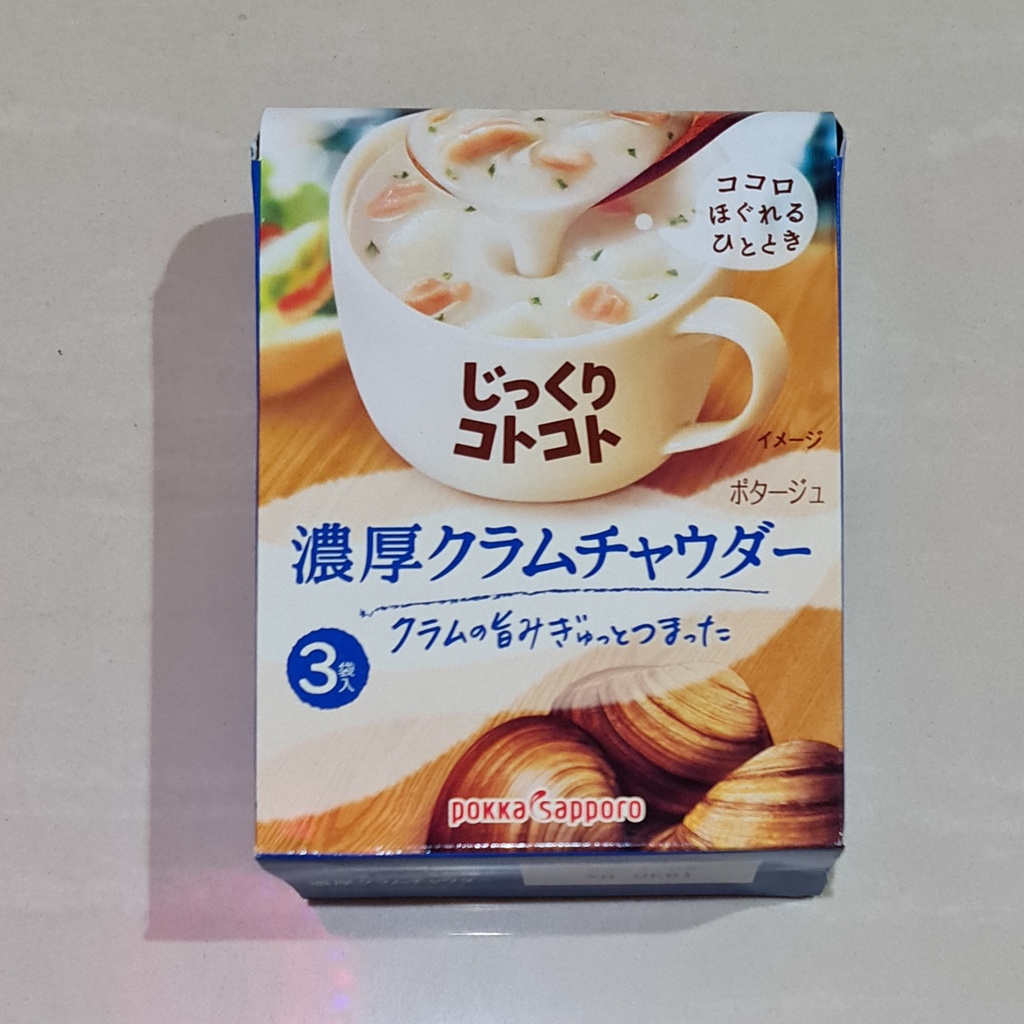 ココロ
ほぐれる
ひととき
じっくり
コトコト
イメージ
ポタージュ
濃厚クラムチャウダー
クラムの旨みぎゅっとつまった
3袋入
pokka sapporo